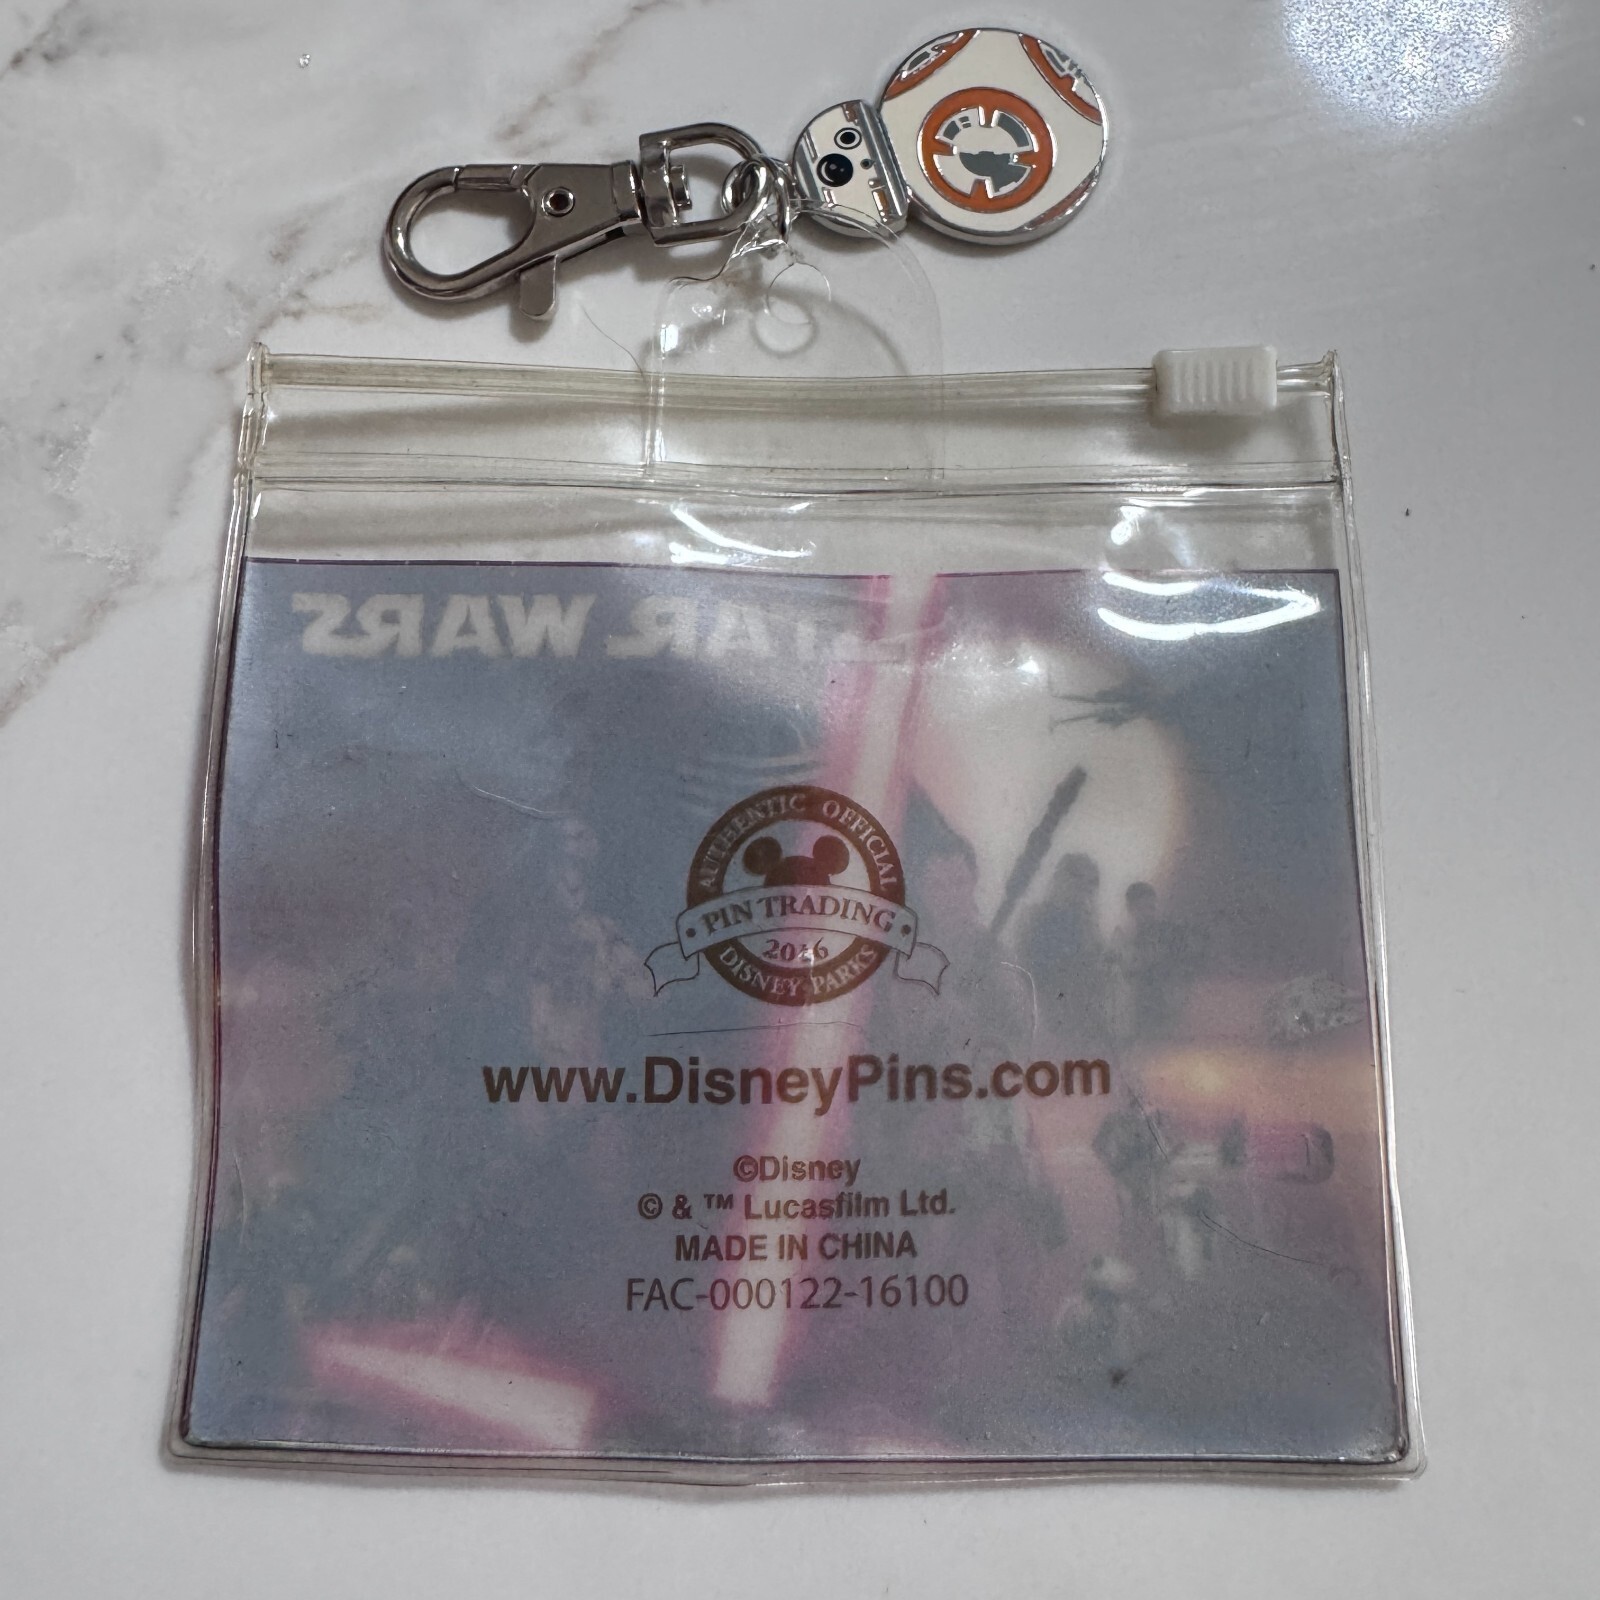 STAR WARS
AUTHENTIC OFFICIAL
PIN TRADING
2016
DISNEY PARKS
www.DisneyPins.com
©Disney
© & ™ Lucasfilm Ltd.
MADE IN CHINA
FAC-000122-16100